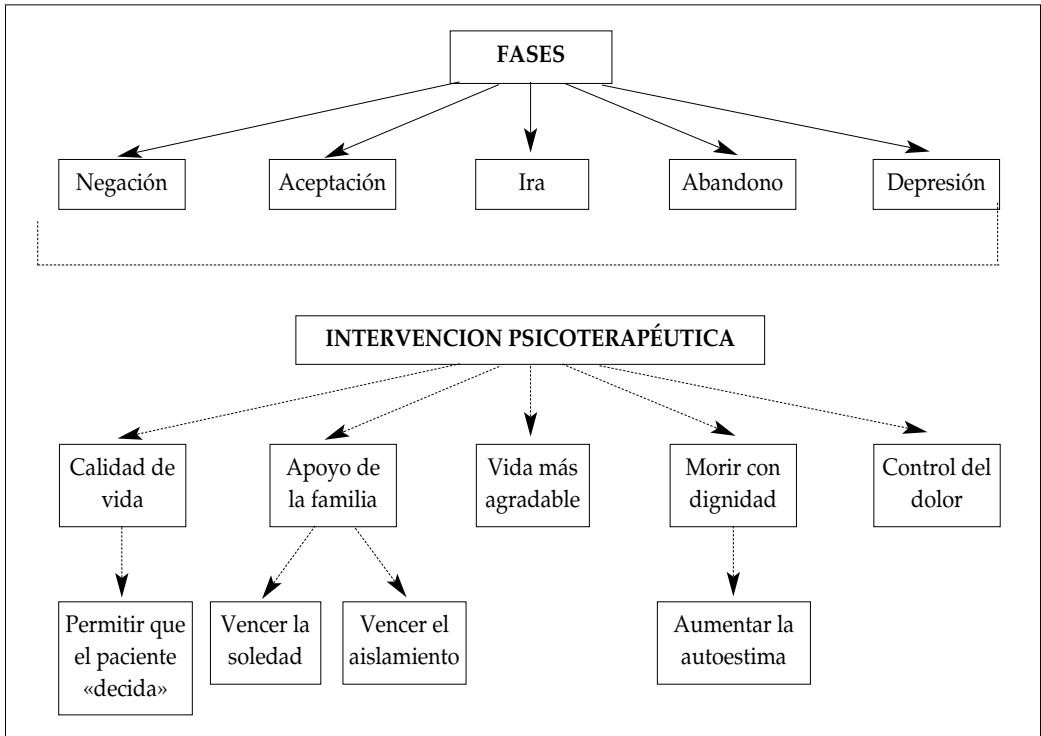 FASES
Negación
Aceptación
Ira
Abandono
Depresión
INTERVENCION PSICOTERAPÉUTICA
Calidad de
vida
Apoyo de
la familia
Vida más
agradable
Morir con
dignidad
Control del
dolor
Permitir que
el paciente
«decida»
Vencer la
soledad
Vencer el
aislamiento
Aumentar la
autoestima